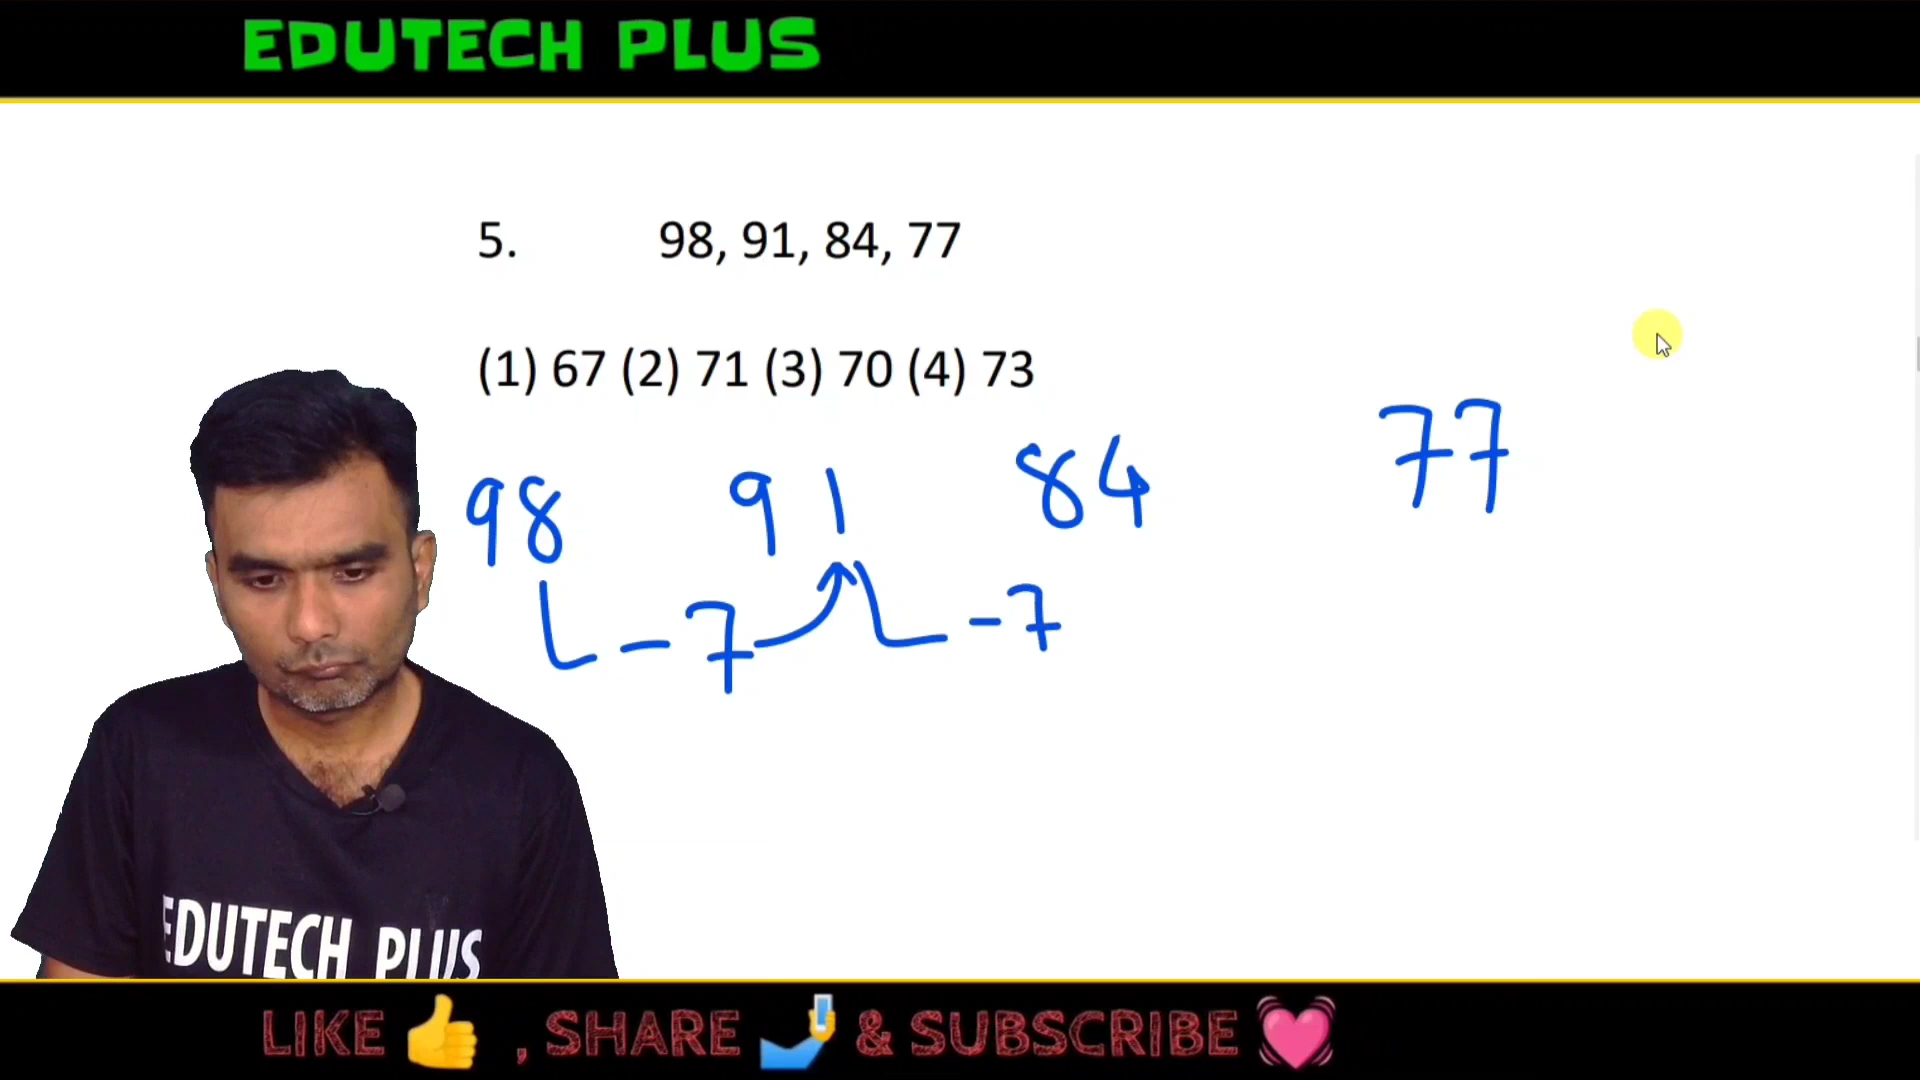 EDUTECH PLUS
5. 98, 91, 84, 77
(1) 67 (2) 71 (3) 70 (4) 73
98 91 84 77
-7 -7
EDUTECH PLUS
LIKE 👍 , SHARE 🤳 & SUBSCRIBE 💓